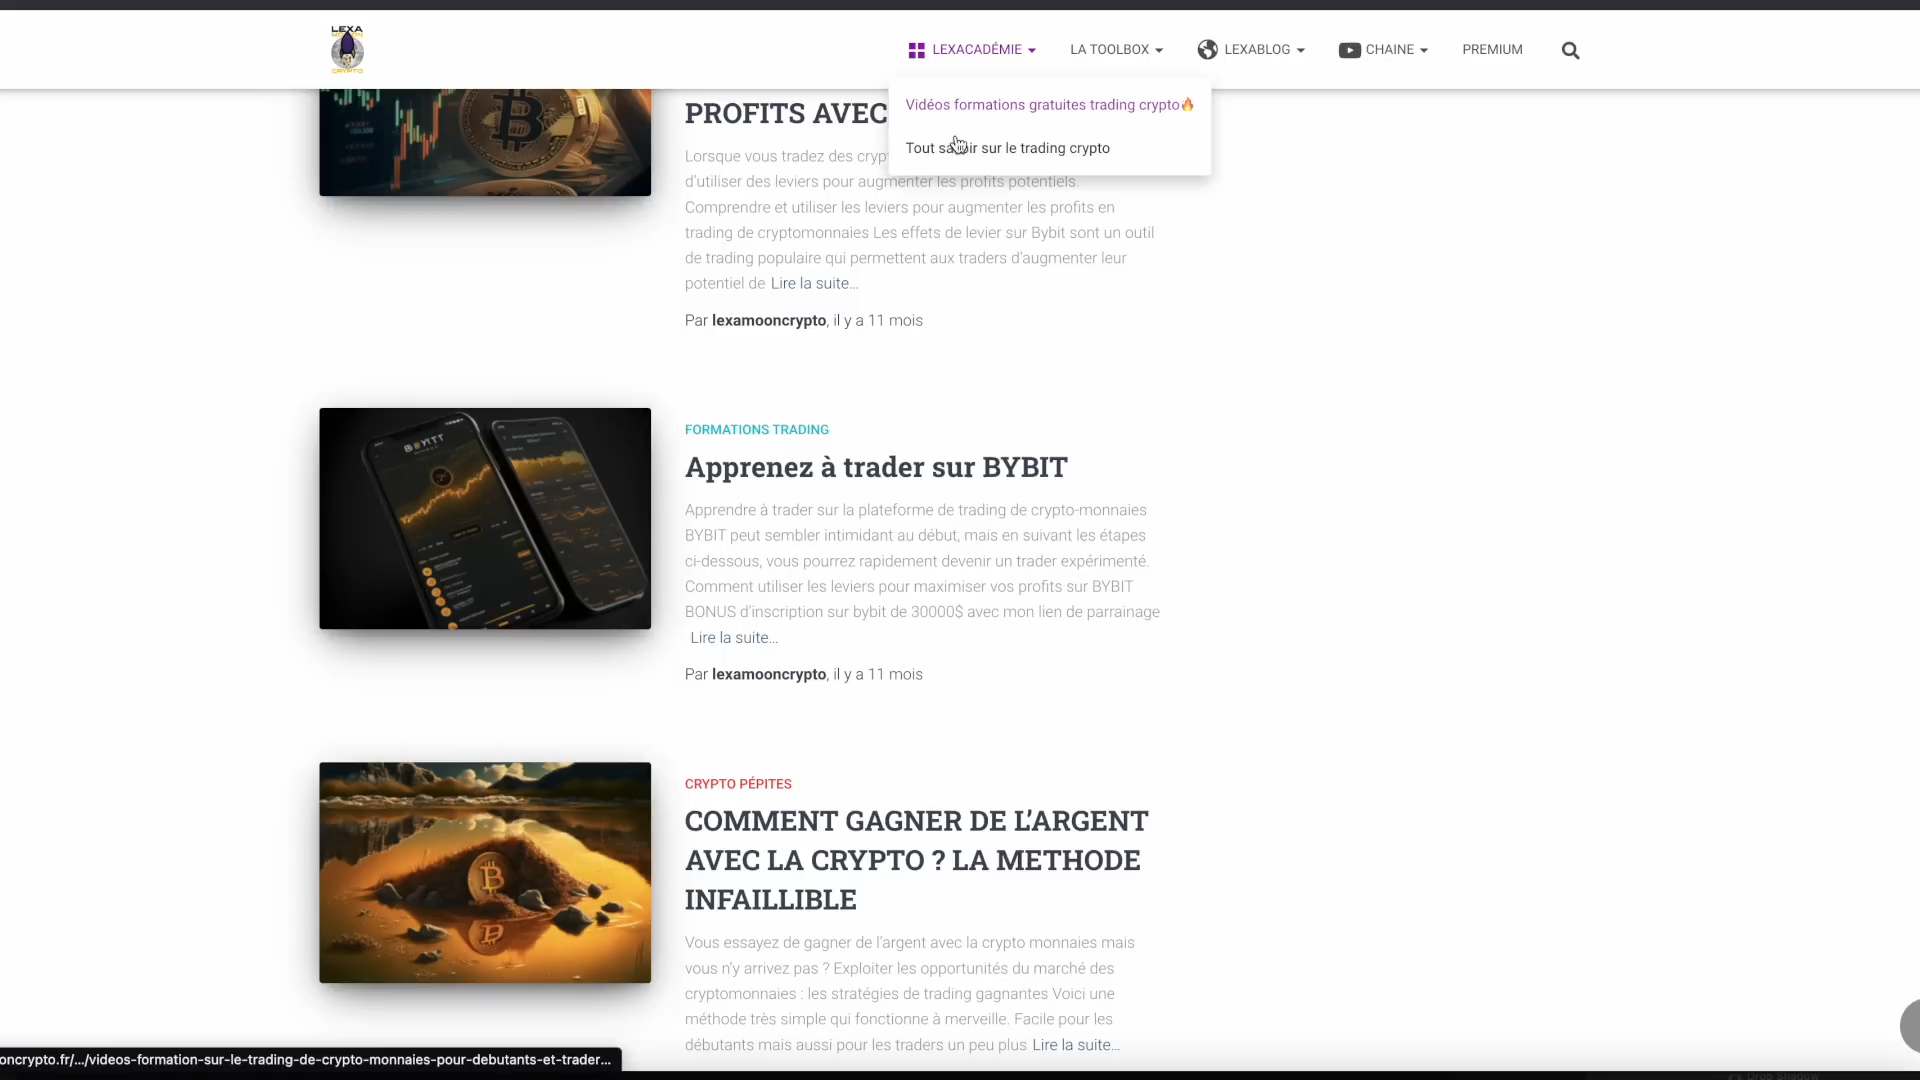 LEXA
CRYPTO
LEXACADÉMIE
LA TOOLBOX
LEXABLOG
CHAINE
PREMIUM
Vidéos formations gratuites trading crypto🔥
Tout savoir sur le trading crypto
PROFITS AVEC
Lorsque vous tradez des crypt
d’utiliser des leviers pour augmenter les profits potentiels.
Comprendre et utiliser les leviers pour augmenter les profits en
trading de cryptomonnaies Les effets de levier sur Bybit sont un outil
de trading populaire qui permettent aux traders d’augmenter leur
potentiel de Lire la suite…
Par lexamooncrypto, il y a 11 mois
FORMATIONS TRADING
Apprenez à trader sur BYBIT
Apprendre à trader sur la plateforme de trading de crypto-monnaies
BYBIT peut sembler intimidant au début, mais en suivant les étapes
ci-dessous, vous pourrez rapidement devenir un trader expérimenté.
Comment utiliser les leviers pour maximiser vos profits sur BYBIT
BONUS d’inscription sur bybit de 30000$ avec mon lien de parrainage
Lire la suite…
Par lexamooncrypto, il y a 11 mois
CRYPTO PÉPITES
COMMENT GAGNER DE L’ARGENT
AVEC LA CRYPTO ? LA METHODE
INFAILLIBLE
Vous essayez de gagner de l’argent avec la crypto monnaies mais
vous n’y arrivez pas ? Exploiter les opportunités du marché des
cryptomonnaies : les stratégies de trading gagnantes Voici une
méthode très simple qui fonctionne à merveille. Facile pour les
débutants mais aussi pour les traders un peu plus Lire la suite…
oncrypto.fr/…/videos-formation-sur-le-trading-de-crypto-monnaies-pour-debutants-et-trader…
Drop Shadow